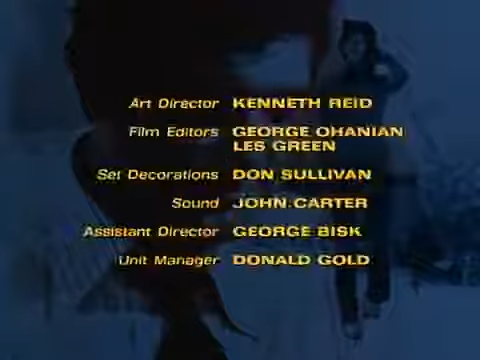 Art Director KENNETH REID
Film Editors GEORGE OHANIAN
LES GREEN
Set Decorations DON SULLIVAN
Sound JOHN CARTER
Assistant Director GEORGE BISK
Unit Manager DONALD GOLD